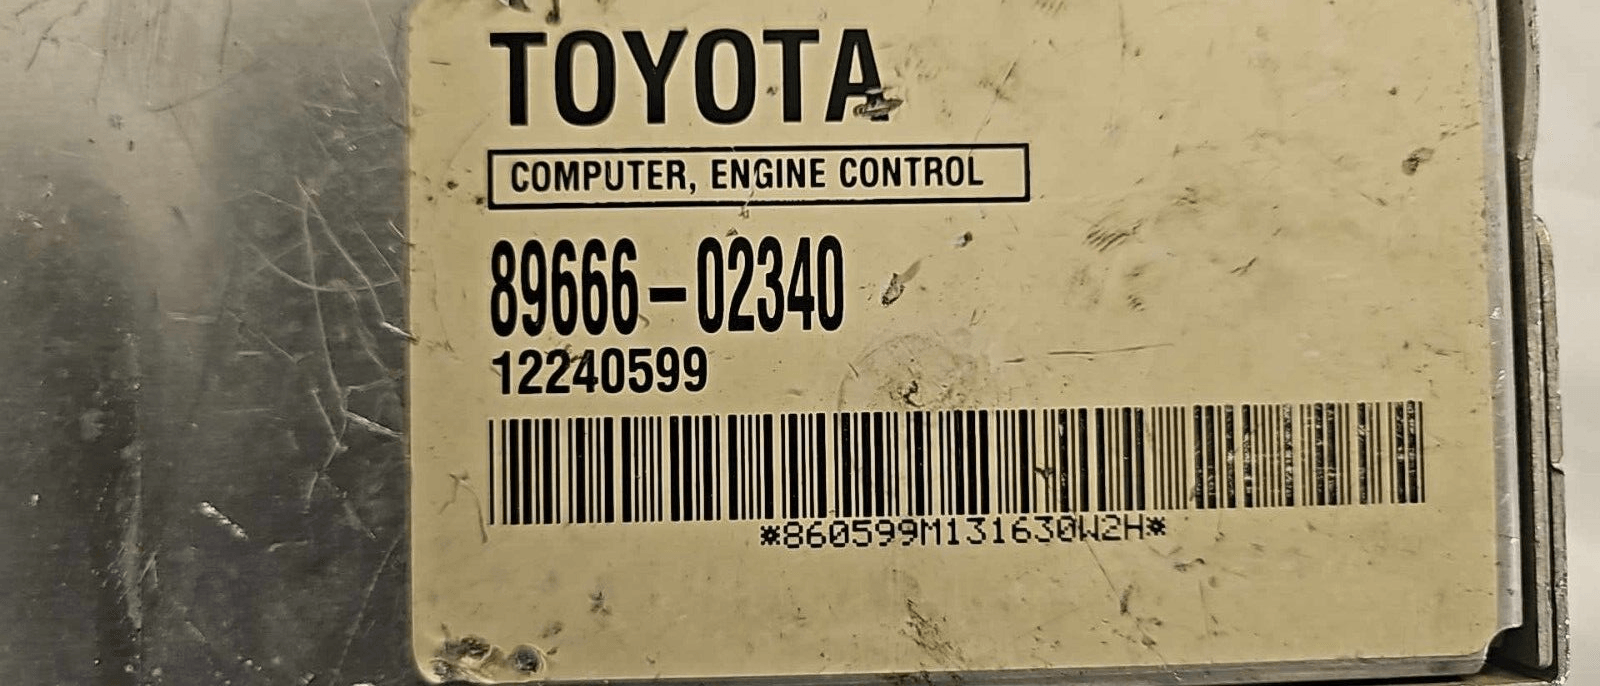 TOYOTA
COMPUTER, ENGINE CONTROL
89666-02340
12240599
*860599M131630W2H*